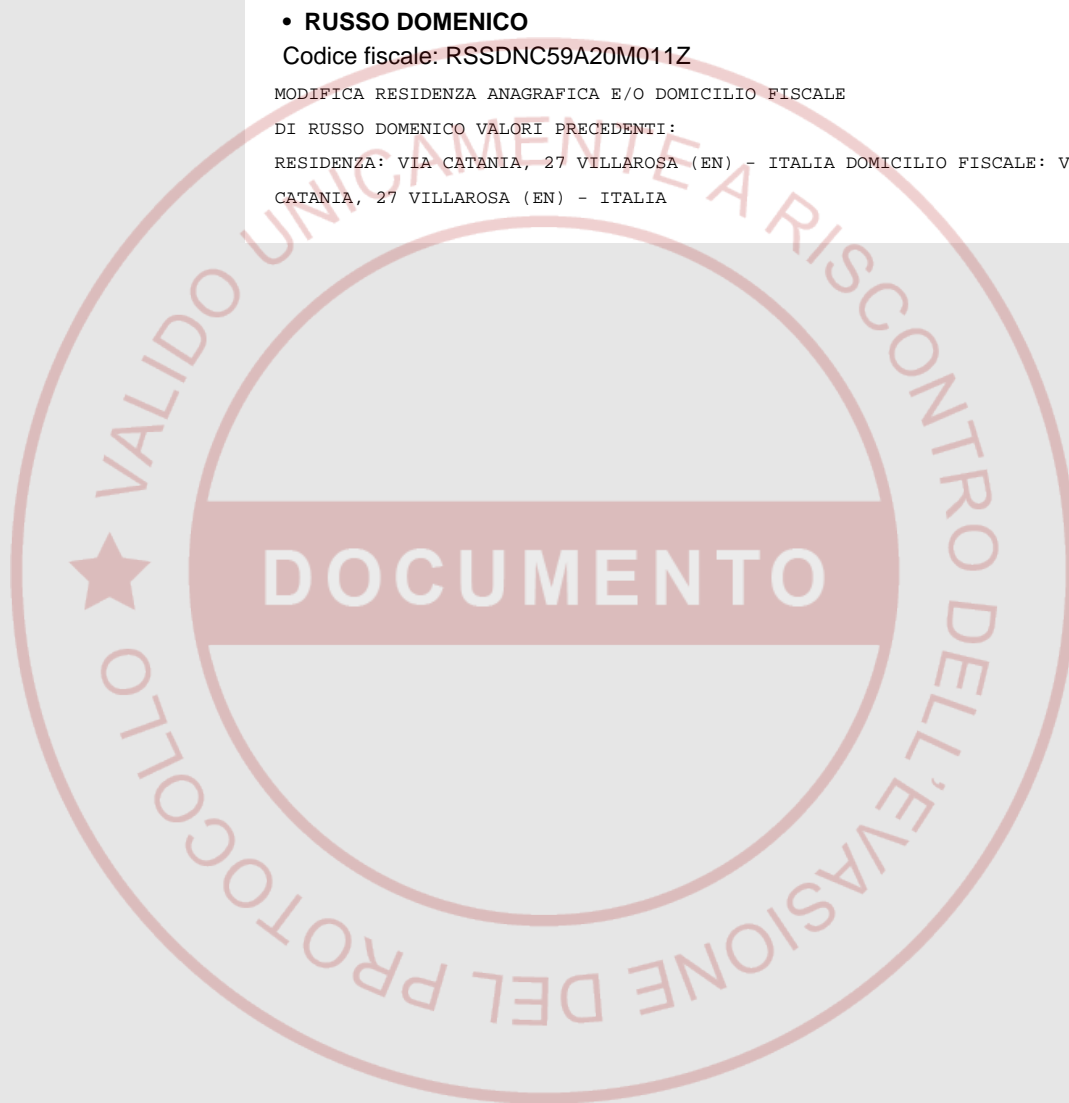 • RUSSO DOMENICO
Codice fiscale: RSSDNC59A20M011Z
MODIFICA RESIDENZA ANAGRAFICA E/O DOMICILIO FISCALE
DI RUSSO DOMENICO VALORI PRECEDENTI:
RESIDENZA: VIA CATANIA, 27 VILLAROSA (EN) - ITALIA DOMICILIO FISCALE: V
CATANIA, 27 VILLAROSA (EN) - ITALIA
★ VALIDO UNICAMENTE A RISCONTRO DELL'EVASIONE DEL PROTOCOLLO
DOCUMENTO